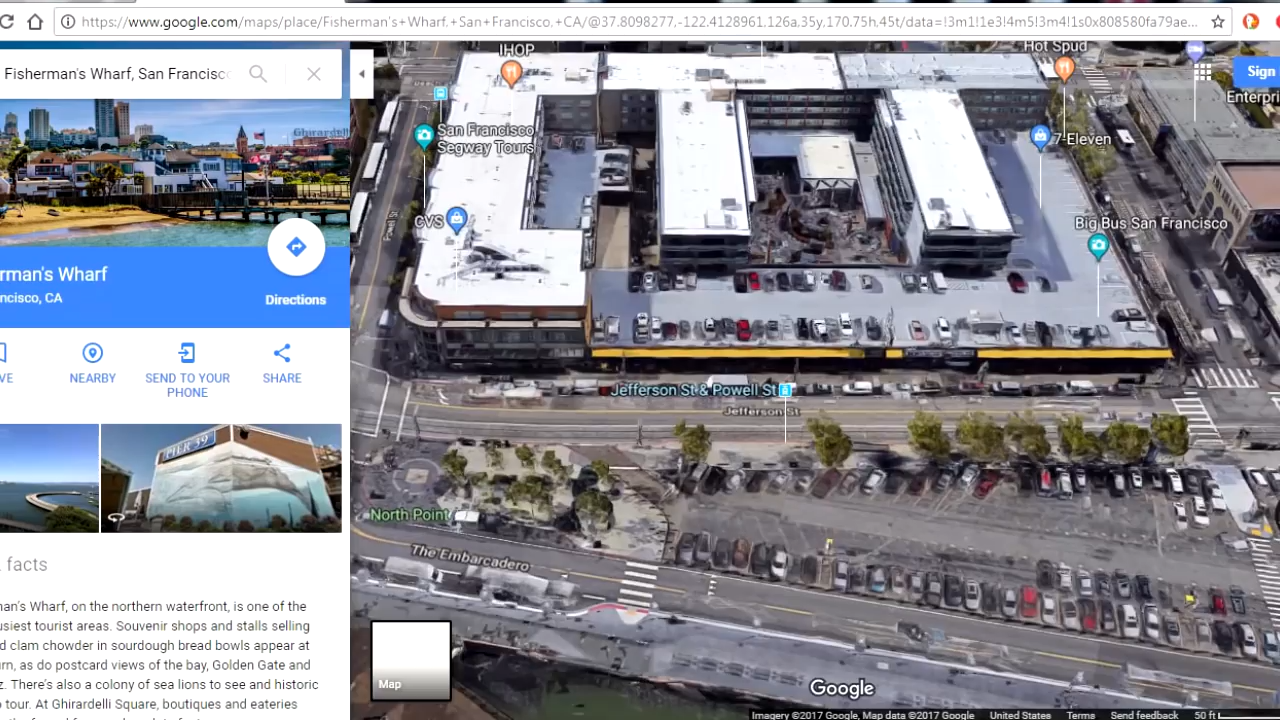 https://www.google.com/maps/place/Fisherman's+Wharf,+San+Francisco,+CA/@37.8098277,-122.4128961,126a,35y,170.75h,45t/data=!3m1!1e3!4m5!3m4!1s0x808580fa79ae...
Fisherman's Wharf, San Francisco
Ghirardelli
rman's Wharf
ncisco, CA
Directions
VE
NEARBY
SEND TO YOUR
PHONE
SHARE
PIER 39
facts
nan's Wharf, on the northern waterfront, is one of the
usiest tourist areas. Souvenir shops and stalls selling
d clam chowder in sourdough bread bowls appear at
rn, as do postcard views of the bay, Golden Gate and
z. There's also a colony of sea lions to see and historic
o tour. At Ghirardelli Square, boutiques and eateries
IHOP
Hot Spud
Sign
Enterpri
San Francisco
Segway Tours
7-Eleven
CVS
Powell St
Big Bus San Francisco
Jefferson St & Powell St
Jefferson St
North Point
The Embarcadero
Map
Google
Imagery ©2017 Google, Map data ©2017 Google
United States
Terms
Send feedback
50 ft